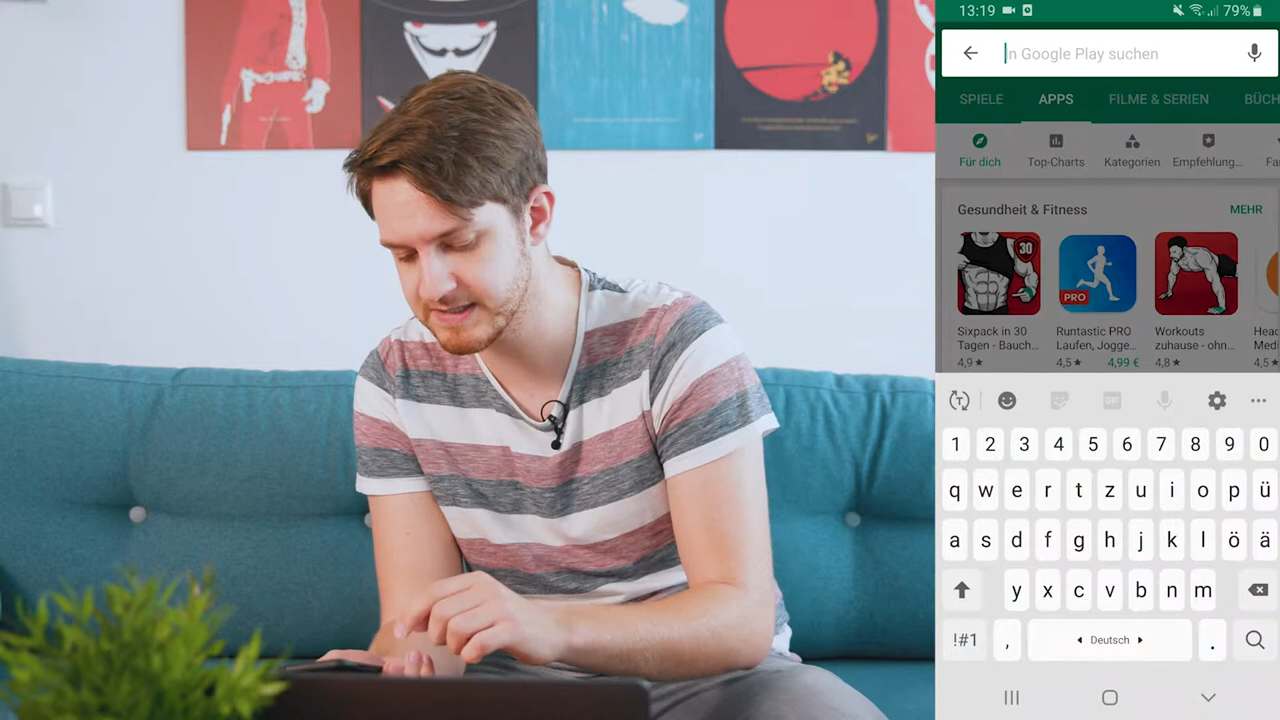 13:19
79%
In Google Play suchen
SPIELE APPS FILME & SERIEN BÜCH
Für dich Top-Charts Kategorien Empfehlung... Fa
Gesundheit & Fitness MEHR
30
PRO
Sixpack in 30 Runtastic PRO Workouts Head
Tagen - Bauch... Laufen, Jogge... zuhause - ohn... Medi
4,9★ 4,5★ 4,99 € 4,8★ 4,5★
T GIF
1 2 3 4 5 6 7 8 9 0
q w e r t z u i o p ü
a s d f g h j k l ö ä
y x c v b n m
!#1 , Deutsch .